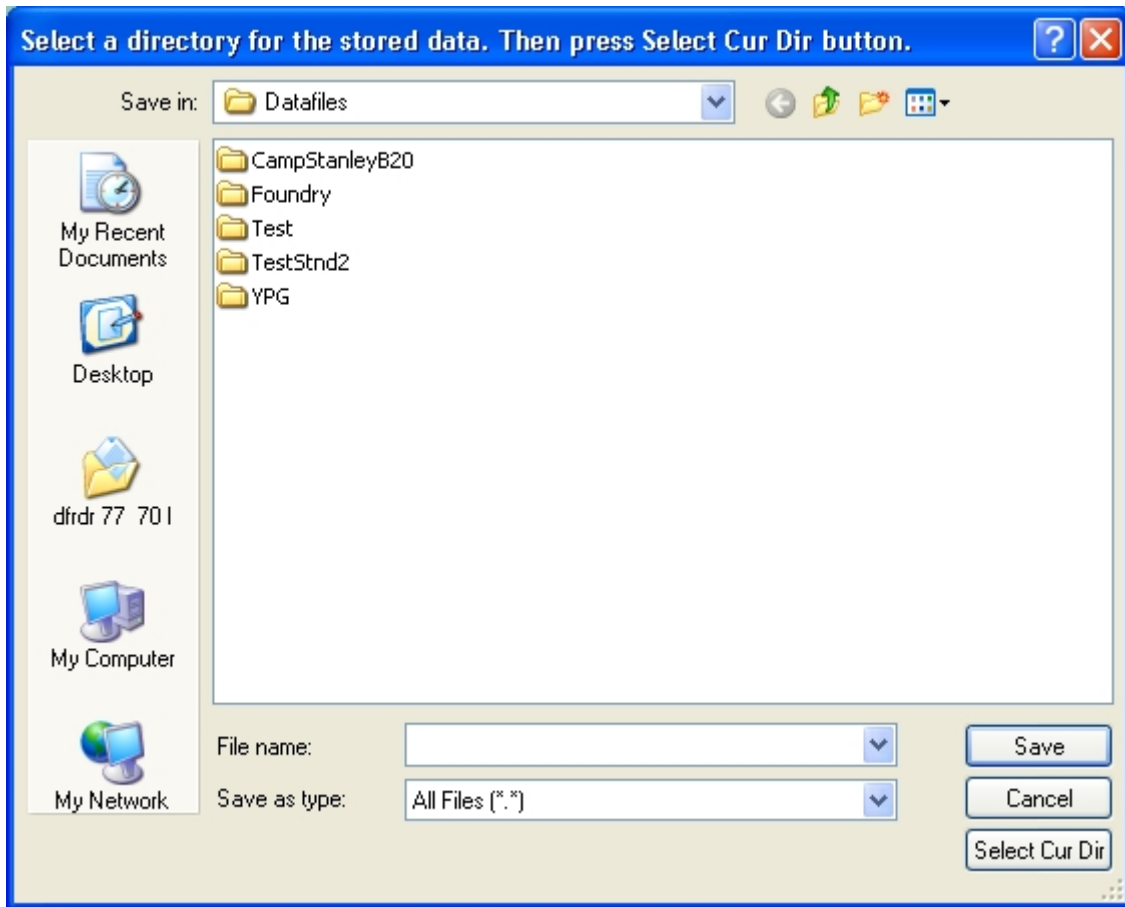 Select a directory for the stored data. Then press Select Cur Dir button.
Save in: Datafiles
My Recent
Documents
Desktop
dfrdr 77 70 l
My Computer
My Network
CampStanleyB20
Foundry
Test
TestStnd2
YPG
File name:
Save
Save as type: All Files (*.*)
Cancel
Select Cur Dir